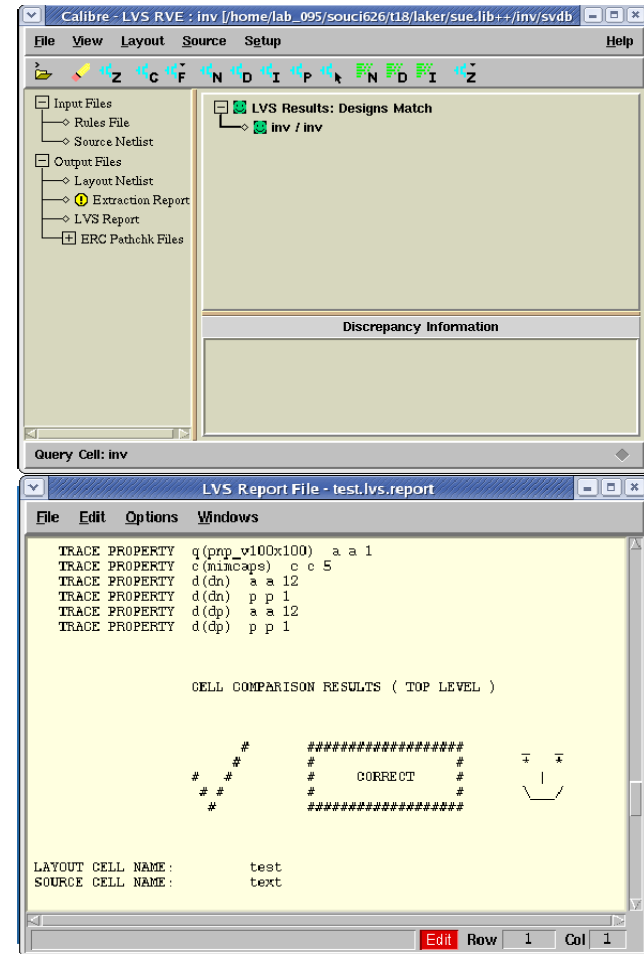 Calibre - LVS RVE : inv [/home/lab_095/souci626/t18/laker/sue.lib++/inv/svdb
File View Layout Source Setup Help
Z C F N D I P N D I Z
Input Files
Rules File
Source Netlist
Output Files
Layout Netlist
Extraction Report
LVS Report
ERC Pathchk Files
LVS Results: Designs Match
inv / inv
Discrepancy Information
Query Cell: inv
LVS Report File - test.lvs.report
File Edit Options Windows
TRACE PROPERTY q(pnp_v100x100) a a 1
TRACE PROPERTY c(mimcaps) c c 5
TRACE PROPERTY d(dn) a a 12
TRACE PROPERTY d(dn) p p 1
TRACE PROPERTY d(dp) a a 12
TRACE PROPERTY d(dp) p p 1
CELL COMPARISON RESULTS ( TOP LEVEL )
# ################### _ _
# # # * *
# # # CORRECT # |
# # # # \___/
# ###################
LAYOUT CELL NAME: test
SOURCE CELL NAME: text
Edit Row 1 Col 1